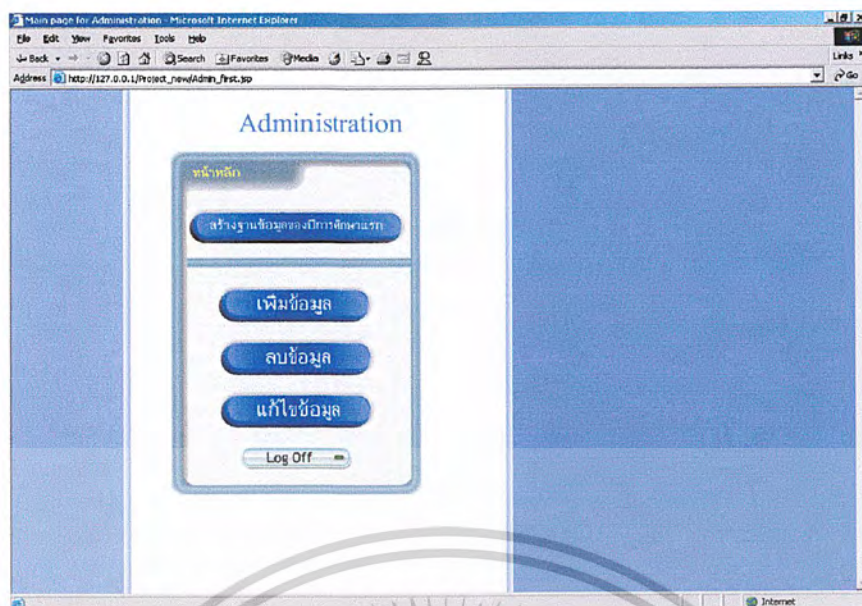 Main page for Administration - Microsoft Internet Explorer
File Edit View Favorites Tools Help
Back Search Favorites Media Links
Address http://127.0.0.1/Project_new/Admin_first.jsp Go
Administration
หน้าหลัก
สร้างฐานข้อมูลของปีการศึกษาแรก
เพิ่มข้อมูล
ลบข้อมูล
แก้ไขข้อมูล
Log Off
Internet